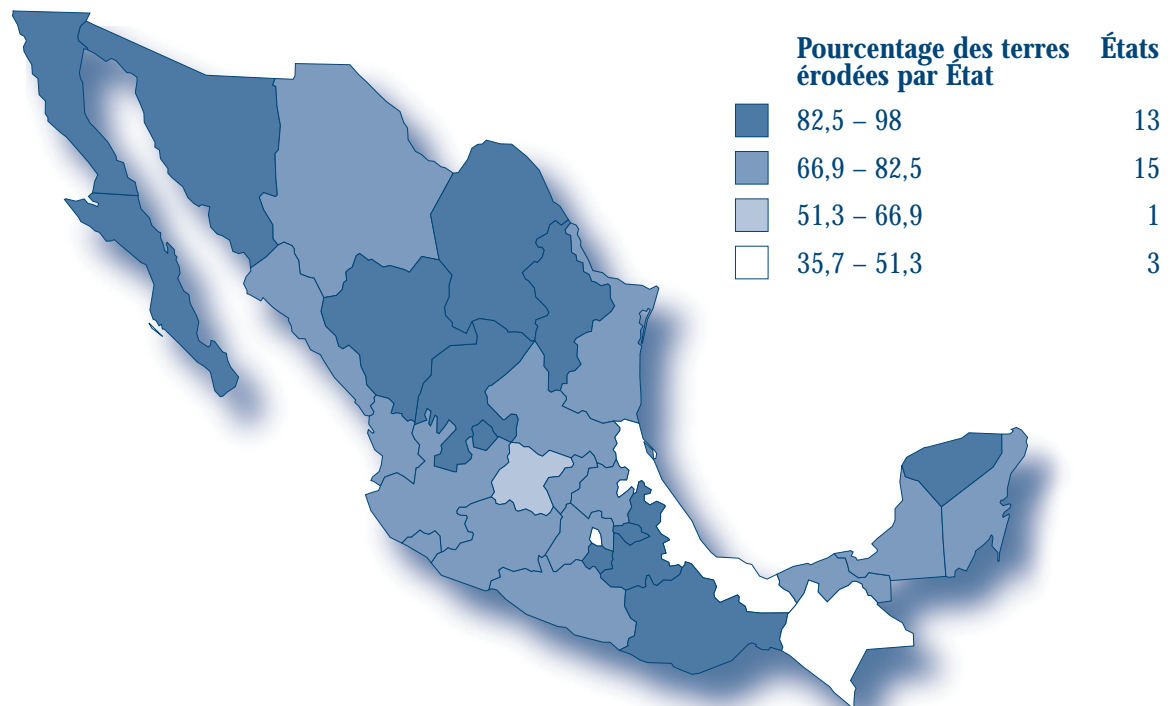 Pourcentage des terres États
érodées par État
82,5 – 98 13
66,9 – 82,5 15
51,3 – 66,9 1
35,7 – 51,3 3